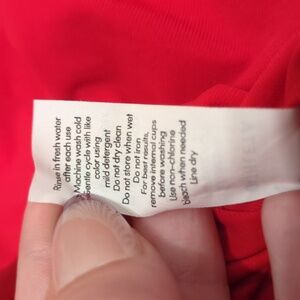 Rinse in fresh water
after each use
Machine wash cold
Gentle cycle with like
color using
mild detergent
Do not dry clean
Do not store when wet
Do not iron
For best results,
remove internal cups
before washing
Use non-chlorine
bleach when needed
Line dry